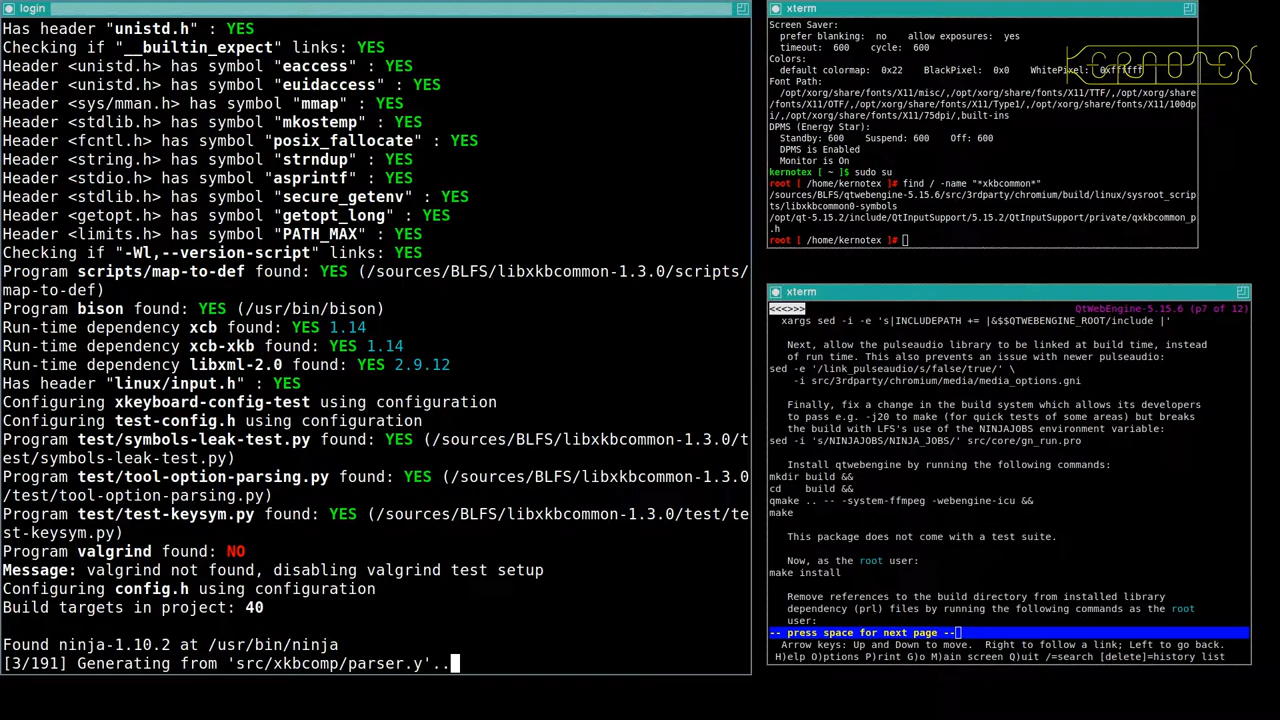 login
Has header "unistd.h" : YES
Checking if "__builtin_expect" links: YES
Header <unistd.h> has symbol "eaccess" : YES
Header <unistd.h> has symbol "euidaccess" : YES
Header <sys/mman.h> has symbol "mmap" : YES
Header <stdlib.h> has symbol "mkostemp" : YES
Header <fcntl.h> has symbol "posix_fallocate" : YES
Header <string.h> has symbol "strndup" : YES
Header <stdio.h> has symbol "asprintf" : YES
Header <stdlib.h> has symbol "secure_getenv" : YES
Header <getopt.h> has symbol "getopt_long" : YES
Header <limits.h> has symbol "PATH_MAX" : YES
Checking if "-Wl,--version-script" links: YES
Program scripts/map-to-def found: YES (/sources/BLFS/libxkbcommon-1.3.0/scripts/
map-to-def)
Program bison found: YES (/usr/bin/bison)
Run-time dependency xcb found: YES 1.14
Run-time dependency xcb-xkb found: YES 1.14
Run-time dependency libxml-2.0 found: YES 2.9.12
Has header "linux/input.h" : YES
Configuring xkeyboard-config-test using configuration
Configuring test-config.h using configuration
Program test/symbols-leak-test.py found: YES (/sources/BLFS/libxkbcommon-1.3.0/t
est/symbols-leak-test.py)
Program test/tool-option-parsing.py found: YES (/sources/BLFS/libxkbcommon-1.3.0
/test/tool-option-parsing.py)
Program test/test-keysym.py found: YES (/sources/BLFS/libxkbcommon-1.3.0/test/te
st-keysym.py)
Program valgrind found: NO
Message: valgrind not found, disabling valgrind test setup
Configuring config.h using configuration
Build targets in project: 40
Found ninja-1.10.2 at /usr/bin/ninja
[3/191] Generating from 'src/xkbcomp/parser.y'..
xterm
Screen Saver:
prefer blanking: no allow exposures: yes
timeout: 600 cycle: 600
Colors:
default colormap: 0x22 BlackPixel: 0x0 WhitePixel: 0xffffff
KERNOTEX
Font Path:
/opt/xorg/share/fonts/X11/misc/,/opt/xorg/share/fonts/X11/TTF/,/opt/xorg/share
/fonts/X11/OTF/,/opt/xorg/share/fonts/X11/Type1/,/opt/xorg/share/fonts/X11/100dp
i/,/opt/xorg/share/fonts/X11/75dpi/,built-ins
DPMS (Energy Star):
Standby: 600 Suspend: 600 Off: 600
DPMS is Enabled
Monitor is On
kernotex [ ~ ]$ sudo su
root [ /home/kernotex ]# find / -name "*xkbcommon*"
/sources/BLFS/qtwebengine-5.15.6/src/3rdparty/chromium/build/linux/sysroot_scrip
ts/libxkbcommon0-symbols
/opt/qt-5.15.2/include/QtInputSupport/5.15.2/QtInputSupport/private/qxkbcommon_p
.h
root [ /home/kernotex ]#
xterm
<<<>>> QtWebEngine-5.15.6 (p7 of 12)
xargs sed -i -e 's|INCLUDEPATH += |&$$QTWEBENGINE_ROOT/include |'
Next, allow the pulseaudio library to be linked at build time, instead
of run time. This also prevents an issue with newer pulseaudio:
sed -e '/link_pulseaudio/s/false/true/' \
-i src/3rdparty/chromium/media/media_options.gni
Finally, fix a change in the build system which allows its developers
to pass e.g. -j20 to make (for quick tests of some areas) but breaks
the build with LFS's use of the NINJAJOBS environment variable:
sed -i 's/NINJAJOBS/NINJA_JOBS/' src/core/gn_run.pro
Install qtwebengine by running the following commands:
mkdir build &&
cd build &&
qmake .. -- -system-ffmpeg -webengine-icu &&
make
This package does not come with a test suite.
Now, as the root user:
make install
Remove references to the build directory from installed library
dependency (prl) files by running the following commands as the root
user:
-- press space for next page --
Arrow keys: Up and Down to move. Right to follow a link; Left to go back.
H)elp O)ptions P)rint G)o M)ain screen Q)uit /=search [delete]=history list